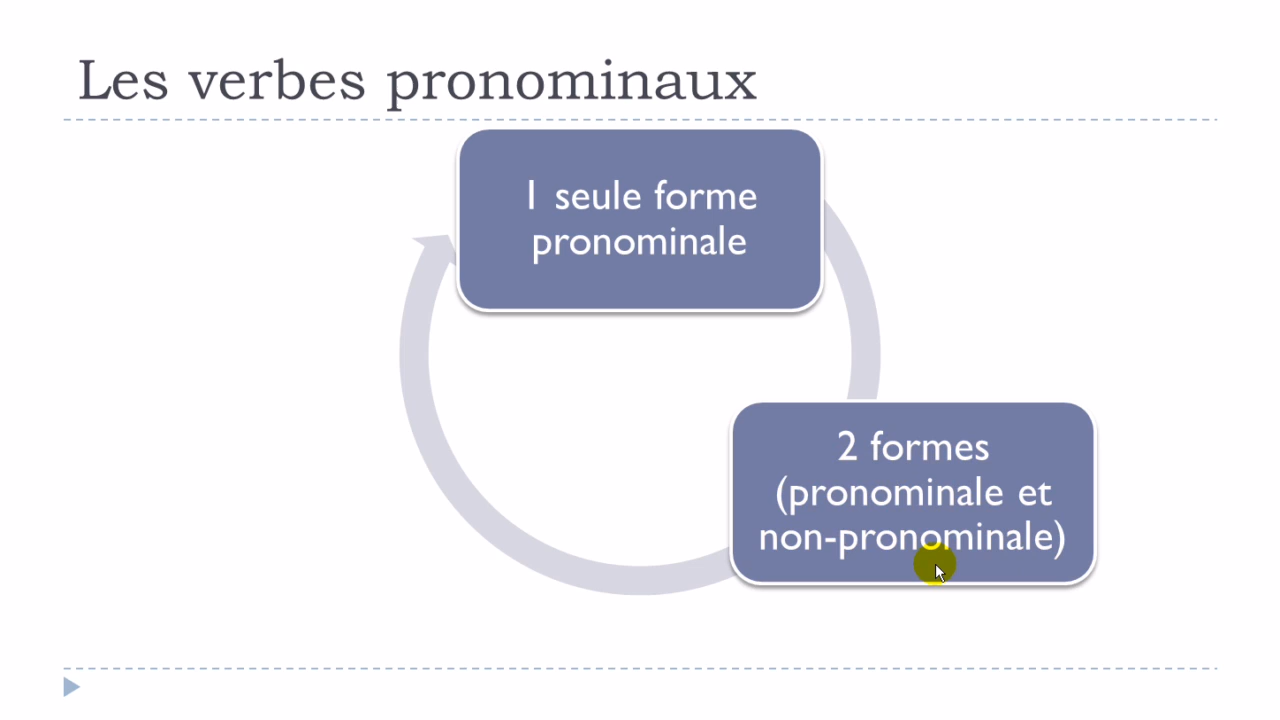 Les verbes pronominaux
1 seule forme
pronominale
2 formes
(pronominale et
non-pronominale)